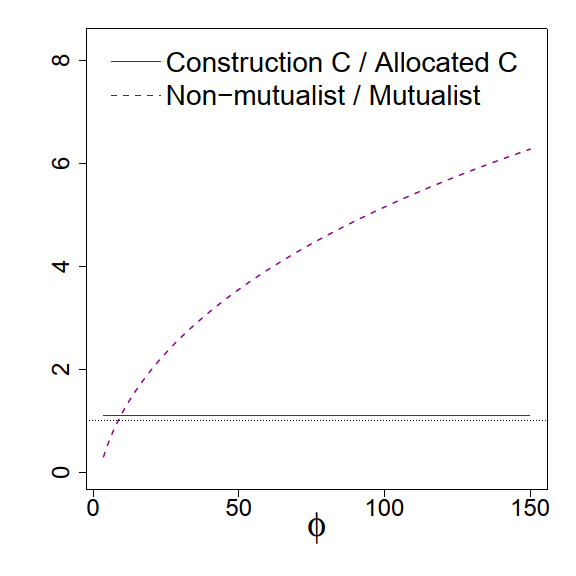 Construction C / Allocated C
Non−mutualist / Mutualist
8
6
4
2
0
0 50 100 150
ϕ